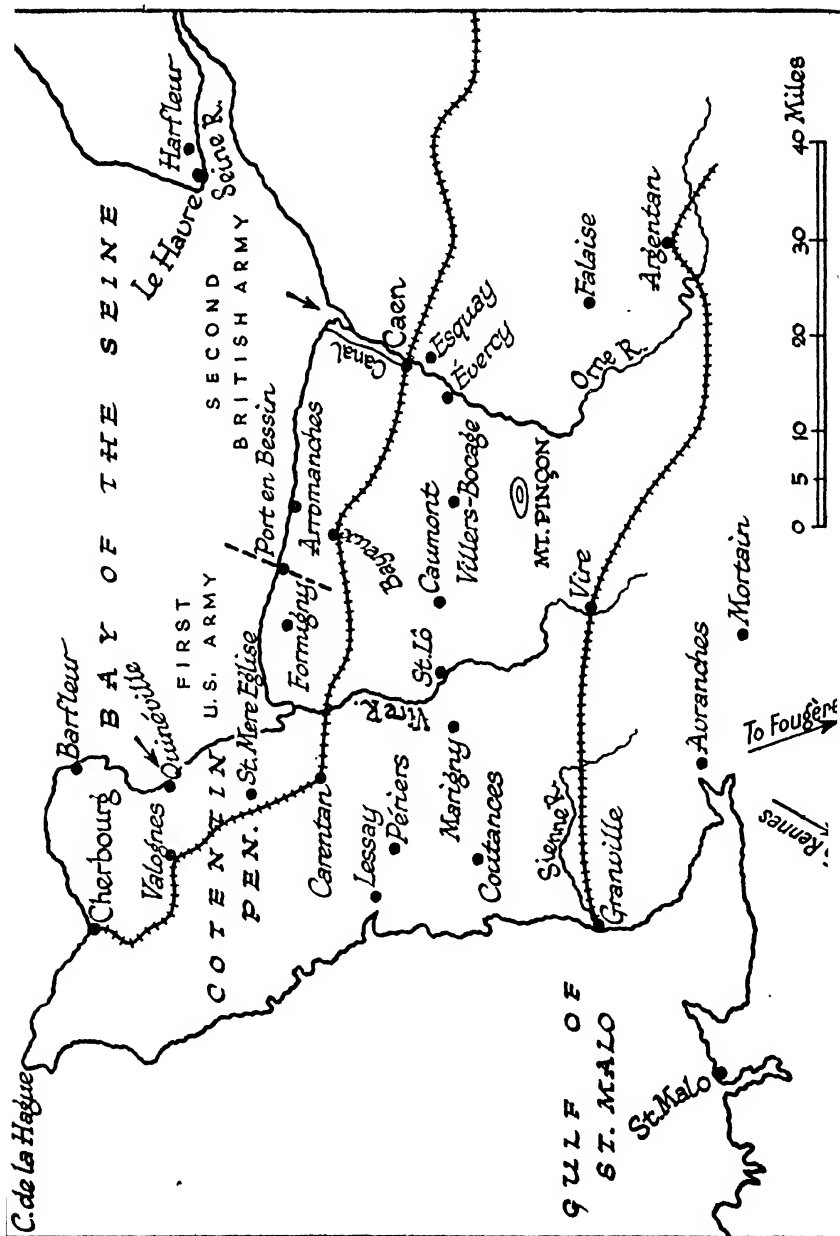 C. de la Hague
Cherbourg
Barfleur
Valognes
Quinéville
BAY OF THE SEINE
Le Havre
Harfleur
Seine R.
COTENTIN
PEN.
FIRST
U.S. ARMY
SECOND
BRITISH ARMY
St. Mere Eglise
Formigny
Port en Bessin
Arromanches
Carentan
Bayeux
Canal
Caen
Lessay
Périers
Vire R.
St. Lô
Caumont
Esquay
Évercy
Marigny
Villers-Bocage
Coutances
MT. PINÇON
Orne R.
Falaise
Sienne R.
Granville
Vire
Argentan
GULF OF
ST. MALO
St. Malo
Avranches
Mortain
To Fougère
Rennes
0 5 10 20 30 40 Miles